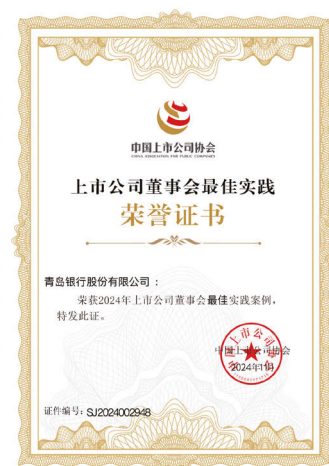 中国上市公司协会
CHINA ASSOCIATION FOR PUBLIC COMPANIES
上市公司董事会最佳实践
荣誉证书
青岛银行股份有限公司：
荣获2024年上市公司董事会最佳实践案例，
特发此证。
中国上市公司协会
2024年11月
证件编号：SJ2024002948